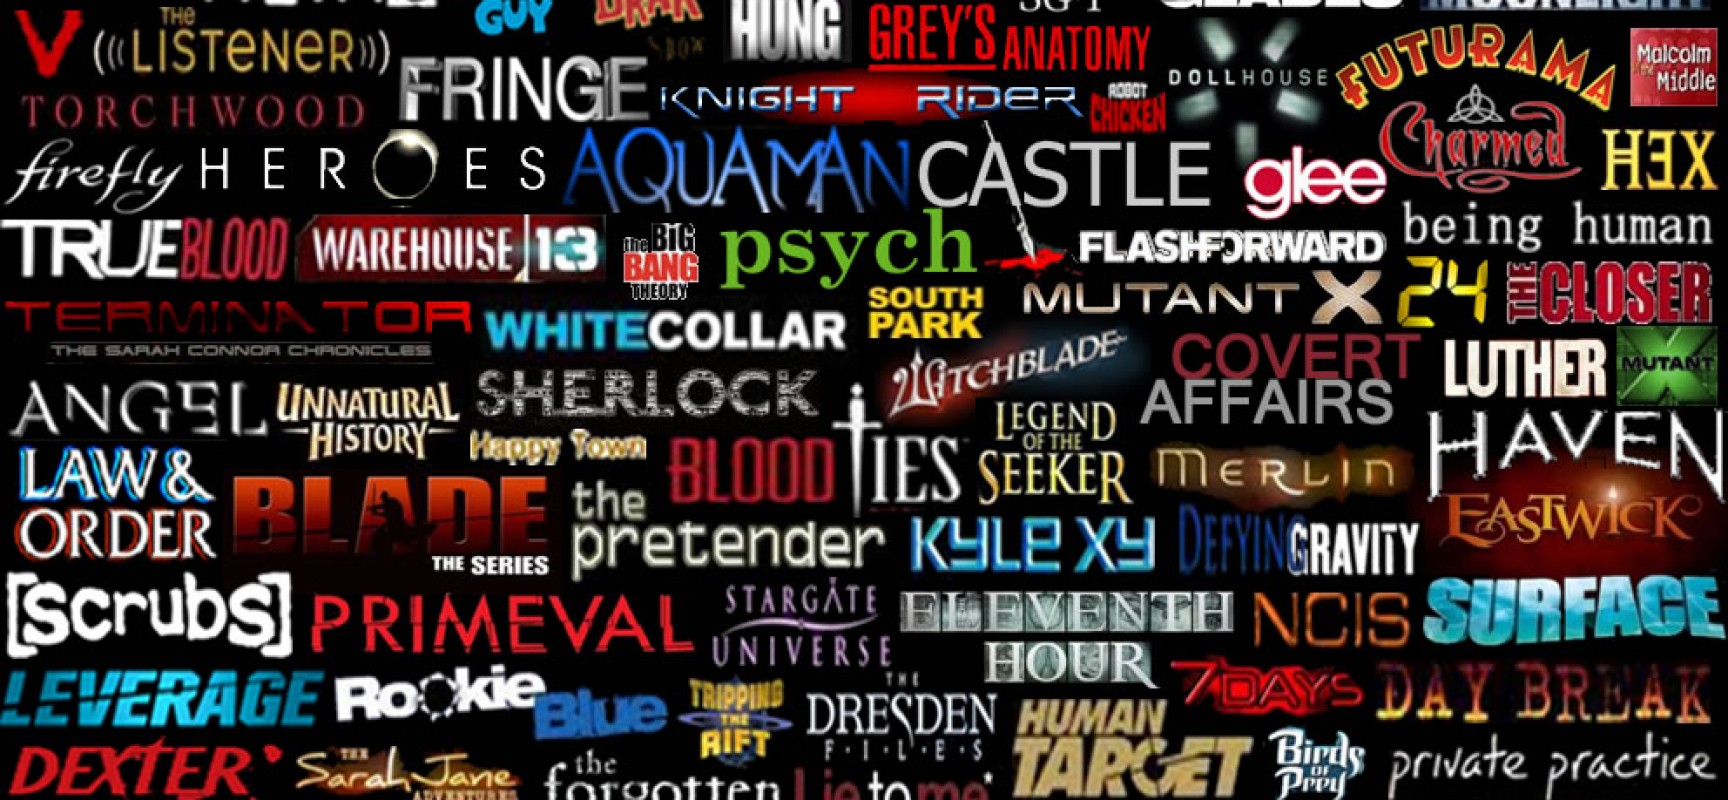 GUY
HUNG
GREY'S ANATOMY
SG-1
MOONLIGHT
V
THE LISTENER
FRINGE
KNIGHT RIDER
ROBOT CHICKEN
DOLLHOUSE
FUTURAMA
Malcolm in the Middle
TORCHWOOD
firefly
HEROES
AQUAMAN
CASTLE
glee
Charmed
HEX
TRUEBLOOD
WAREHOUSE 13
the BIG BANG THEORY
psych
FLASHFORWARD
being human
TERMINATOR
THE SARAH CONNOR CHRONICLES
WHITECOLLAR
SOUTH PARK
MUTANT X
24
THE CLOSER
ANGEL
UNNATURAL HISTORY
SHERLOCK
WITCHBLADE
COVERT AFFAIRS
LUTHER
MUTANT X
Happy Town
BLOOD TIES
LEGEND OF THE SEEKER
MERLIN
HAVEN
LAW & ORDER
BLADE THE SERIES
the pretender
KYLE XY
DEFYING GRAVITY
EASTWICK
[scrubs]
PRIMEVAL
STARGATE UNIVERSE
ELEVENTH HOUR
NCIS
SURFACE
LEVERAGE
Rookie Blue
TRIPPING THE RIFT
THE DRESDEN FILES
HUMAN TARGET
7DAYS
DAY BREAK
DEXTER
THE Sarah Jane ADVENTURES
the forgotten
Lie to me*
Birds of Prey
private practice